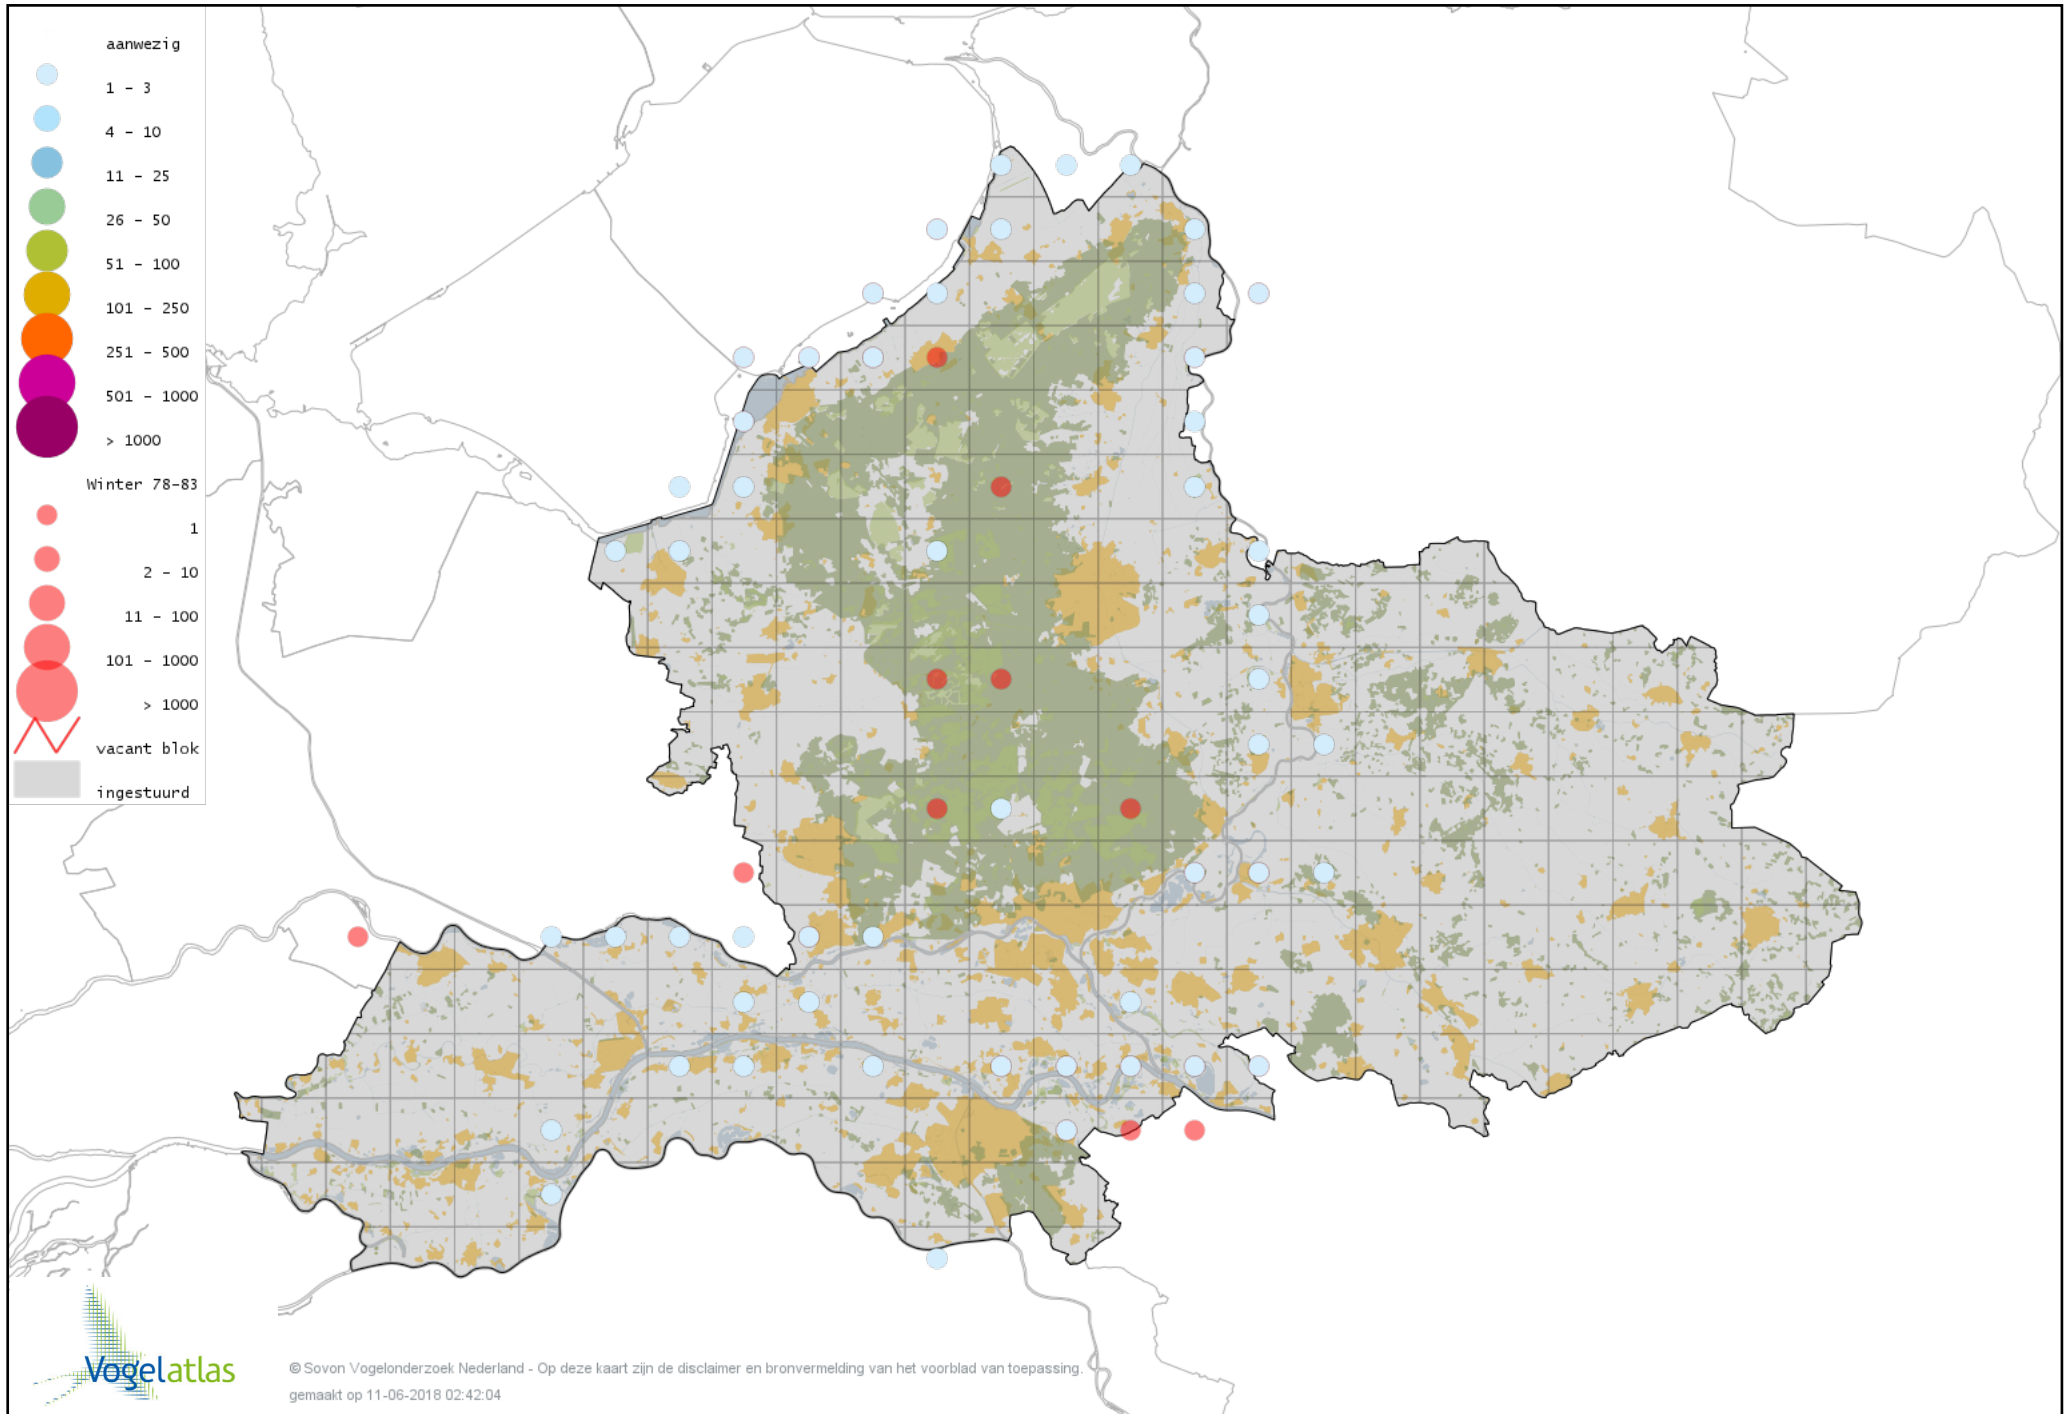 aanwezig
1 - 3
4 - 10
11 - 25
26 - 50
51 - 100
101 - 250
251 - 500
501 - 1000
> 1000
Winter 78-83
1
2 - 10
11 - 100
101 - 1000
> 1000
vacant blok
ingestuurd
Vogelatlas
© Sovon Vogelonderzoek Nederland - Op deze kaart zijn de disclaimer en bronvermelding van het voorblad van toepassing.
gemaakt op 11-06-2018 02:42:04